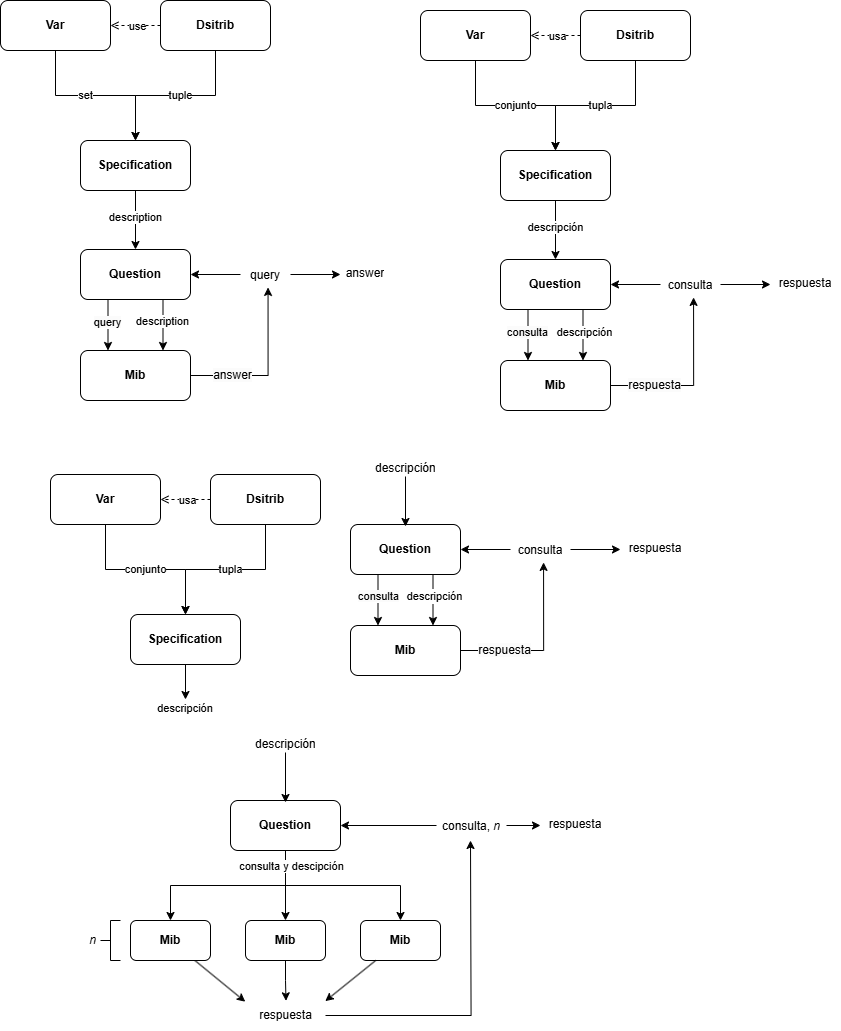 Var
use
Dsitrib
set
tuple
Specification
description
Question
query
answer
query
description
Mib
answer
Var
usa
Dsitrib
conjunto
tupla
Specification
descripción
Question
consulta
respuesta
consulta
descripción
Mib
respuesta
Var
usa
Dsitrib
conjunto
tupla
Specification
descripción
descripción
Question
consulta
respuesta
consulta
descripción
Mib
respuesta
descripción
Question
consulta, n
respuesta
consulta y descipción
n
Mib
Mib
Mib
respuesta